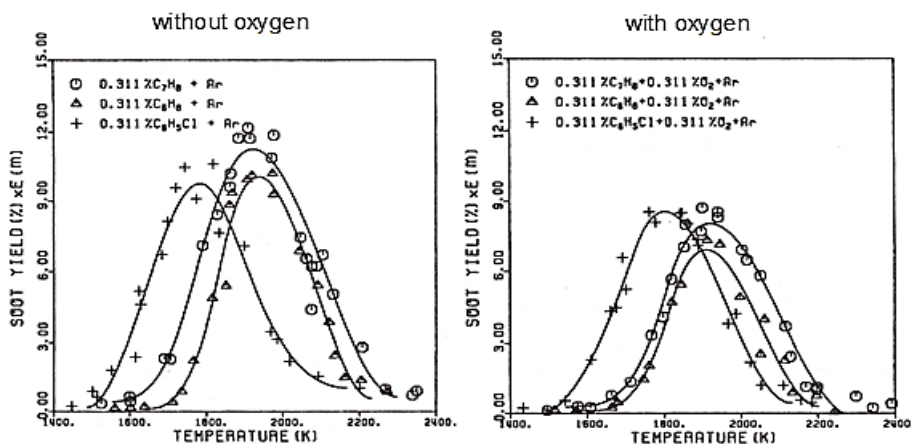 without oxygen
with oxygen
15.00
12.00
9.00
6.00
3.00
.00
SOOT YIELD(%)×E(m)
0.311%C₇H₈ + Ar
0.311%C₆H₆ + Ar
0.311%C₆H₅Cl + Ar
1400.
1600
1800
2000
2200.
2400.
TEMPERATURE(K)
15.00
12.00
9.00
6.00
3.00
.00
SOOT YIELD(%)×E(m)
0.311%C₇H₈+0.311%O₂+Ar
0.311%C₆H₆+0.311%O₂+Ar
0.311%C₆H₅Cl+0.311%O₂+Ar
1400.
1600
1800.
2000.
2200.
2400.
TEMPERATURE(K)